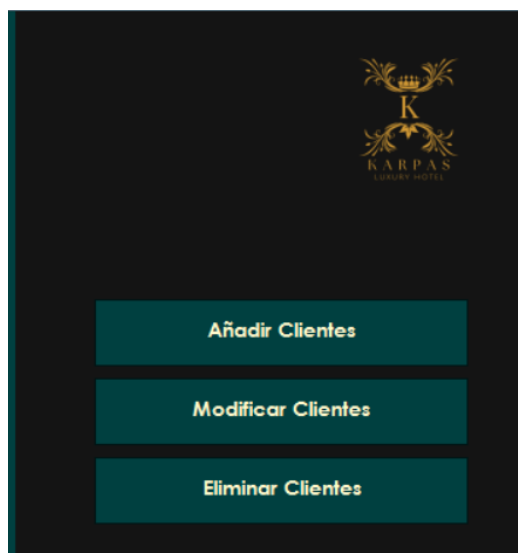 K
KARPAS
LUXURY HOTEL
Añadir Clientes
Modificar Clientes
Eliminar Clientes